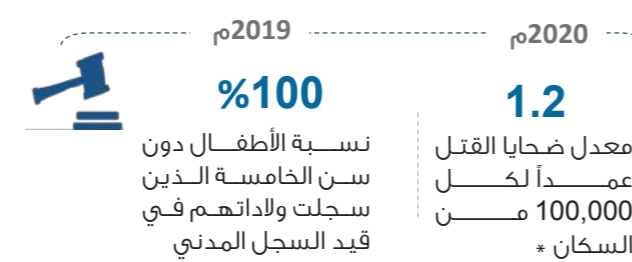 2020م
1.2
معدل ضحايا القتل
عمداً لكل
100,000 من
السكان *
2019م
%100
نسبة الأطفال دون
سن الخامسة الذين
سجلت ولاداتهم في
قيد السجل المدني